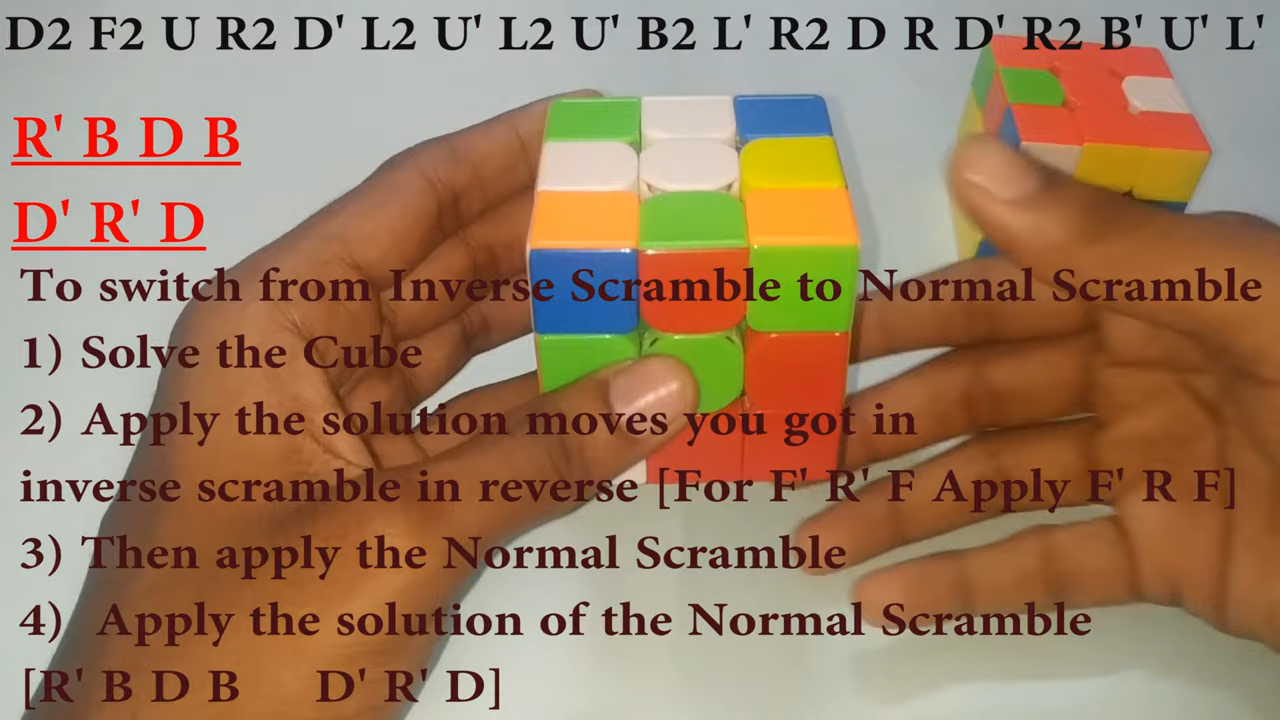 D2 F2 U R2 D' L2 U' L2 U' B2 L' R2 D R D' R2 B' U' L'
R' B D B
D' R' D
To switch from Inverse Scramble to Normal Scramble
1) Solve the Cube
2) Apply the solution moves you got in
inverse scramble in reverse [For F' R' F Apply F' R F]
3) Then apply the Normal Scramble
4) Apply the solution of the Normal Scramble
[R' B D B D' R' D]